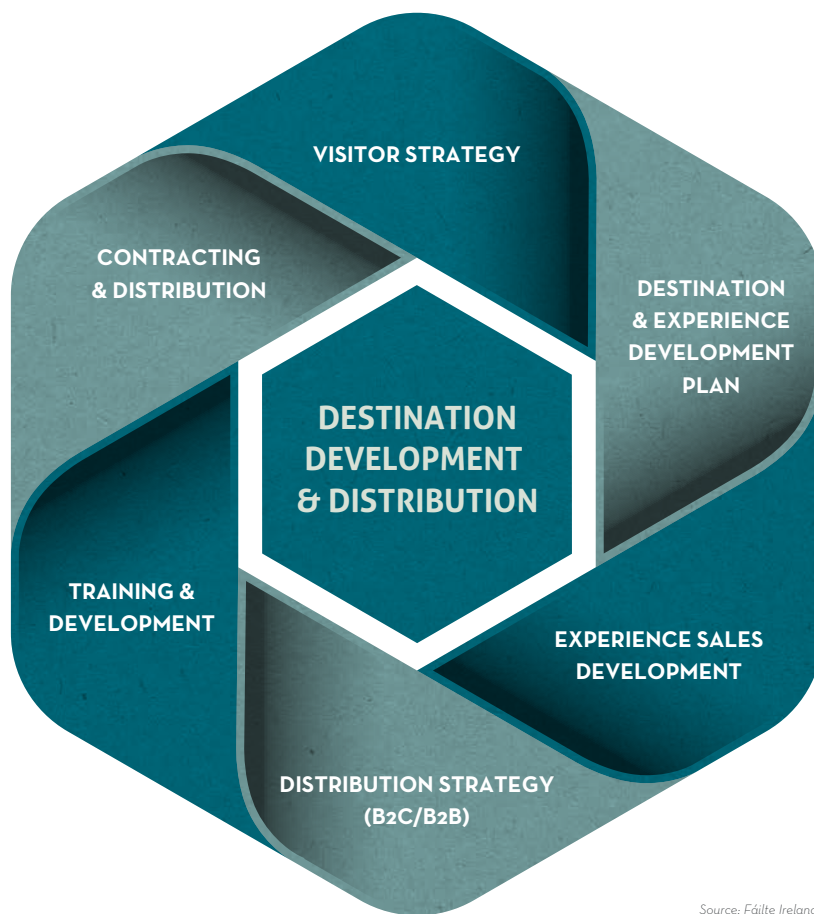 VISITOR STRATEGY
CONTRACTING
& DISTRIBUTION
DESTINATION
& EXPERIENCE
DEVELOPMENT
PLAN
DESTINATION
DEVELOPMENT
& DISTRIBUTION
TRAINING &
DEVELOPMENT
EXPERIENCE SALES
DEVELOPMENT
DISTRIBUTION STRATEGY
(B2C/B2B)
Source: Fáilte Ireland